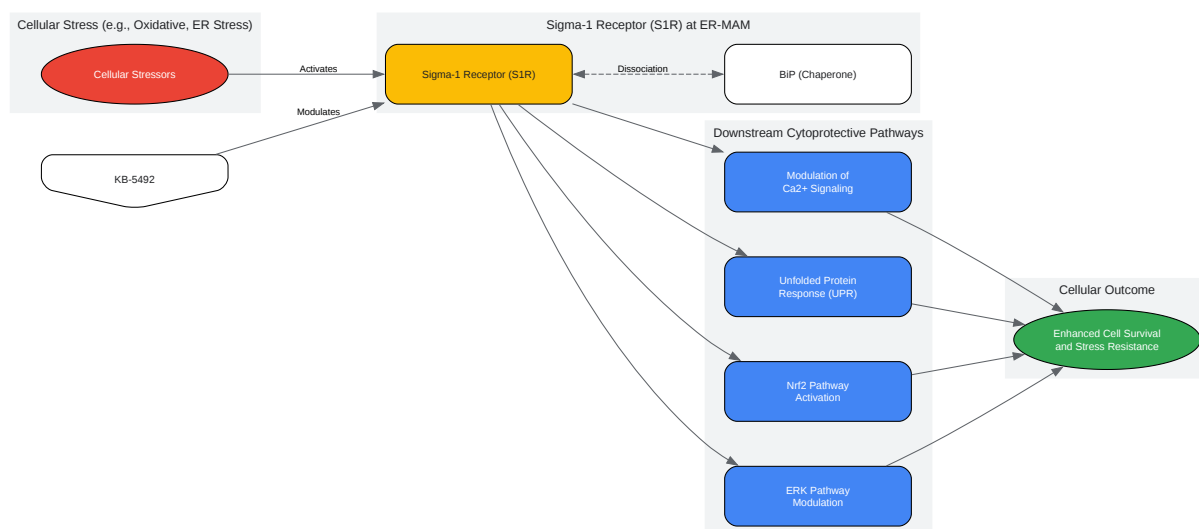 Cellular Stress (e.g., Oxidative, ER Stress)
Sigma-1 Receptor (S1R) at ER-MAM
Cellular Stressors
Activates
Sigma-1 Receptor (S1R)
Dissociation
BiP (Chaperone)
Modulates
KB-5492
Downstream Cytoprotective Pathways
Modulation of
Ca2+ Signaling
Unfolded Protein
Response (UPR)
Nrf2 Pathway
Activation
ERK Pathway
Modulation
Cellular Outcome
Enhanced Cell Survival
and Stress Resistance